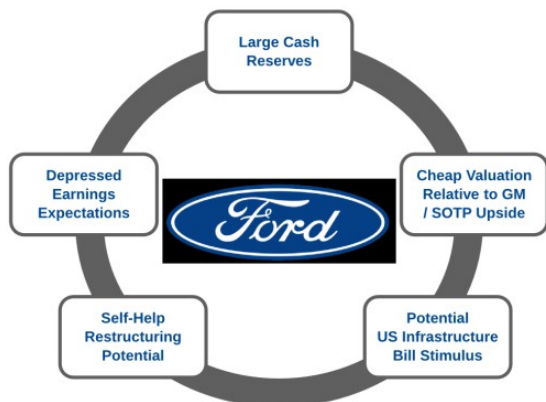 Large Cash
Reserves
Depressed
Earnings
Expectations
Ford
Cheap Valuation
Relative to GM
/ SOTP Upside
Self-Help
Restructuring
Potential
Potential
US Infrastructure
Bill Stimulus